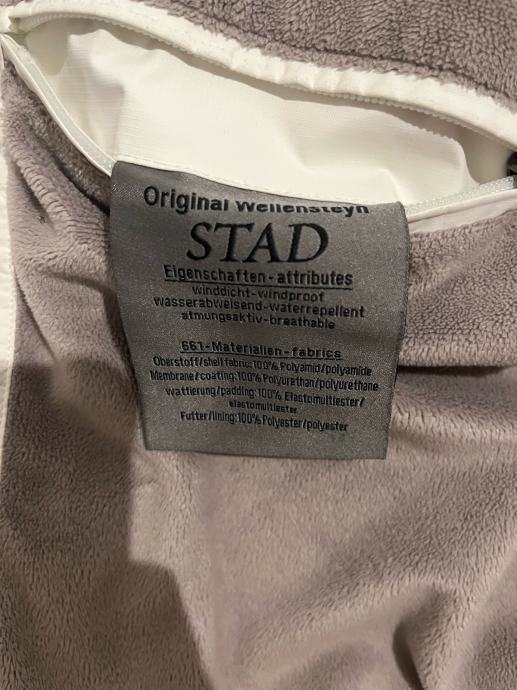 Original Wellensteyn
STAD
Eigenschaften-attributes
winddicht-windproof
wasserabweisend-waterrepellent
atmungsaktiv-breathable
661-Materialien-fabrics
Oberstoff/shell fabric:100% Polyamid/polyamide
Membrane/coating:100% Polyurethan/polyurethane
wattierung/padding:100% Elastomultiester/
elastomultiester
Futter/lining:100% Polyester/polyester